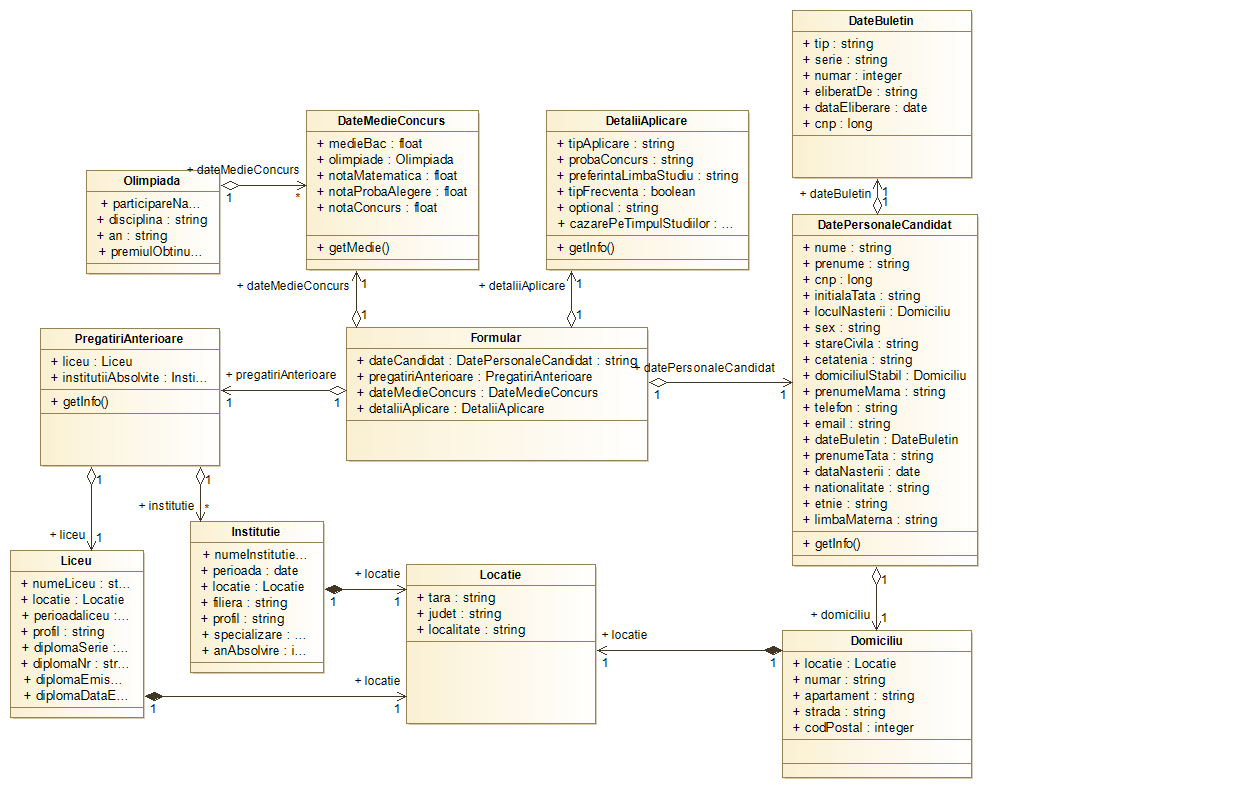 DateBuletin
+ tip : string
+ serie : string
+ numar : integer
+ eliberatDe : string
+ dataEliberare : date
+ cnp : long
DateMedieConcurs
+ medieBac : float
+ olimpiade : Olimpiada
+ notaMatematica : float
+ notaProbaAlegere : float
+ notaConcurs : float
+ getMedie()
DetaliiAplicare
+ tipAplicare : string
+ probaConcurs : string
+ preferintaLimbaStudiu : string
+ tipFrecventa : boolean
+ optional : string
+ cazarePeTimpulStudiilor : ...
+ getInfo()
+ dateMedieConcurs
1
*
Olimpiada
+ participareNa...
+ disciplina : string
+ an : string
+ premiulObtinu...
+ dateBuletin
1
1
DatePersonaleCandidat
+ nume : string
+ prenume : string
+ cnp : long
+ initialaTata : string
+ loculNasterii : Domiciliu
+ sex : string
+ stareCivila : string
+ cetatenia : string
+ domiciliulStabil : Domiciliu
+ prenumeMama : string
+ telefon : string
+ email : string
+ dateBuletin : DateBuletin
+ prenumeTata : string
+ dataNasterii : date
+ nationalitate : string
+ etnie : string
+ limbaMaterna : string
+ getInfo()
+ dateMedieConcurs
1
1
+ detaliiAplicare
1
1
PregatiriAnterioare
+ liceu : Liceu
+ institutiiAbsolvite : Insti...
+ getInfo()
+ pregatiriAnterioare
1
1
Formular
+ dateCandidat : DatePersonaleCandidat : string
+ pregatiriAnterioare : PregatiriAnterioare
+ dateMedieConcurs : DateMedieConcurs
+ detaliiAplicare : DetaliiAplicare
+ datePersonaleCandidat
1
1
1
1
+ institutie
*
+ liceu
1
Liceu
+ numeLiceu : st...
+ locatie : Locatie
+ perioadaliceu :...
+ profil : string
+ diplomaSerie :...
+ diplomaNr : str...
+ diplomaEmis...
+ diplomaDataE...
Institutie
+ numeInstitutie...
+ perioada : date
+ locatie : Locatie
+ filiera : string
+ profil : string
+ specializare : ...
+ anAbsolvire : i...
+ locatie
1
1
+ locatie
1
1
Locatie
+ tara : string
+ judet : string
+ localitate : string
+ locatie
1
1
1
+ domiciliu
1
Domiciliu
+ locatie : Locatie
+ numar : string
+ apartament : string
+ strada : string
+ codPostal : integer